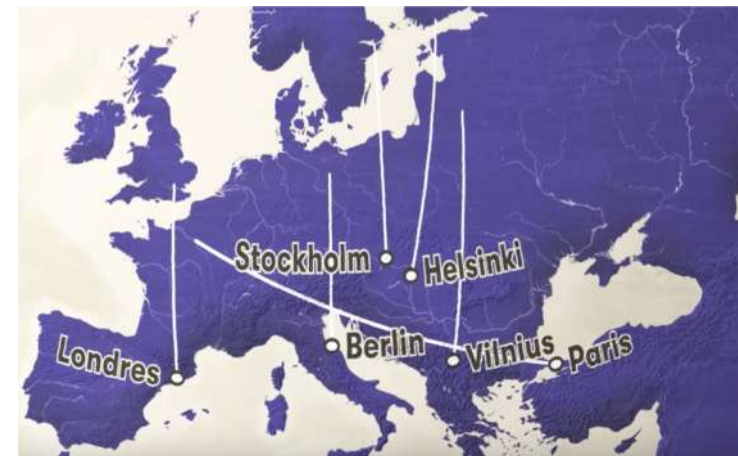 Stockholm
Helsinki
Berlin
Vilnius
Paris
Londres